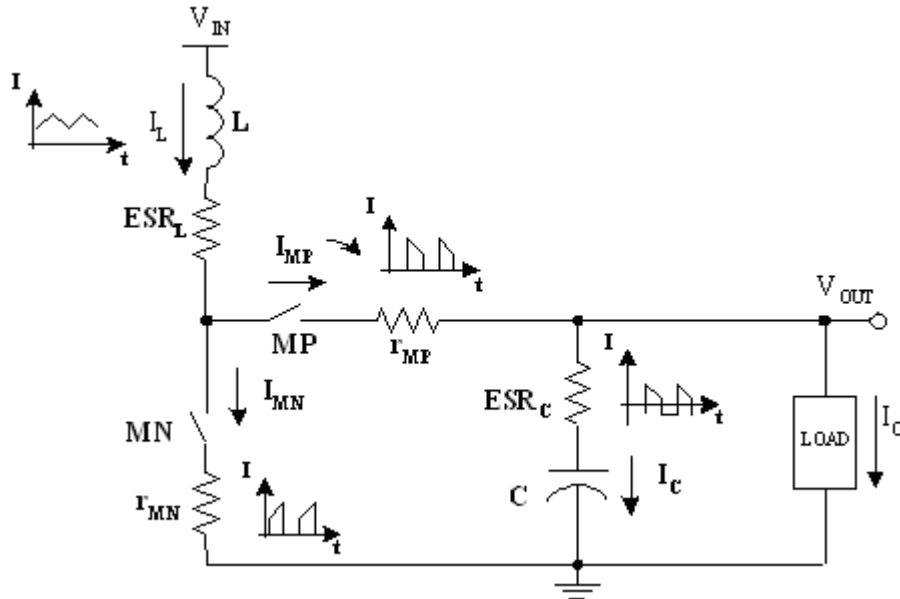 V_IN
I
I_L
L
t
ESR_L
I_MP
I
t
V_OUT
MP
r_MP
I_MN
I
ESR_C
t
MN
LOAD
I_O
I
r_MN
t
C
I_C